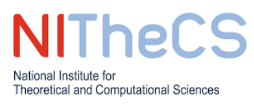 NITheCS
National Institute for
Theoretical and Computational Sciences